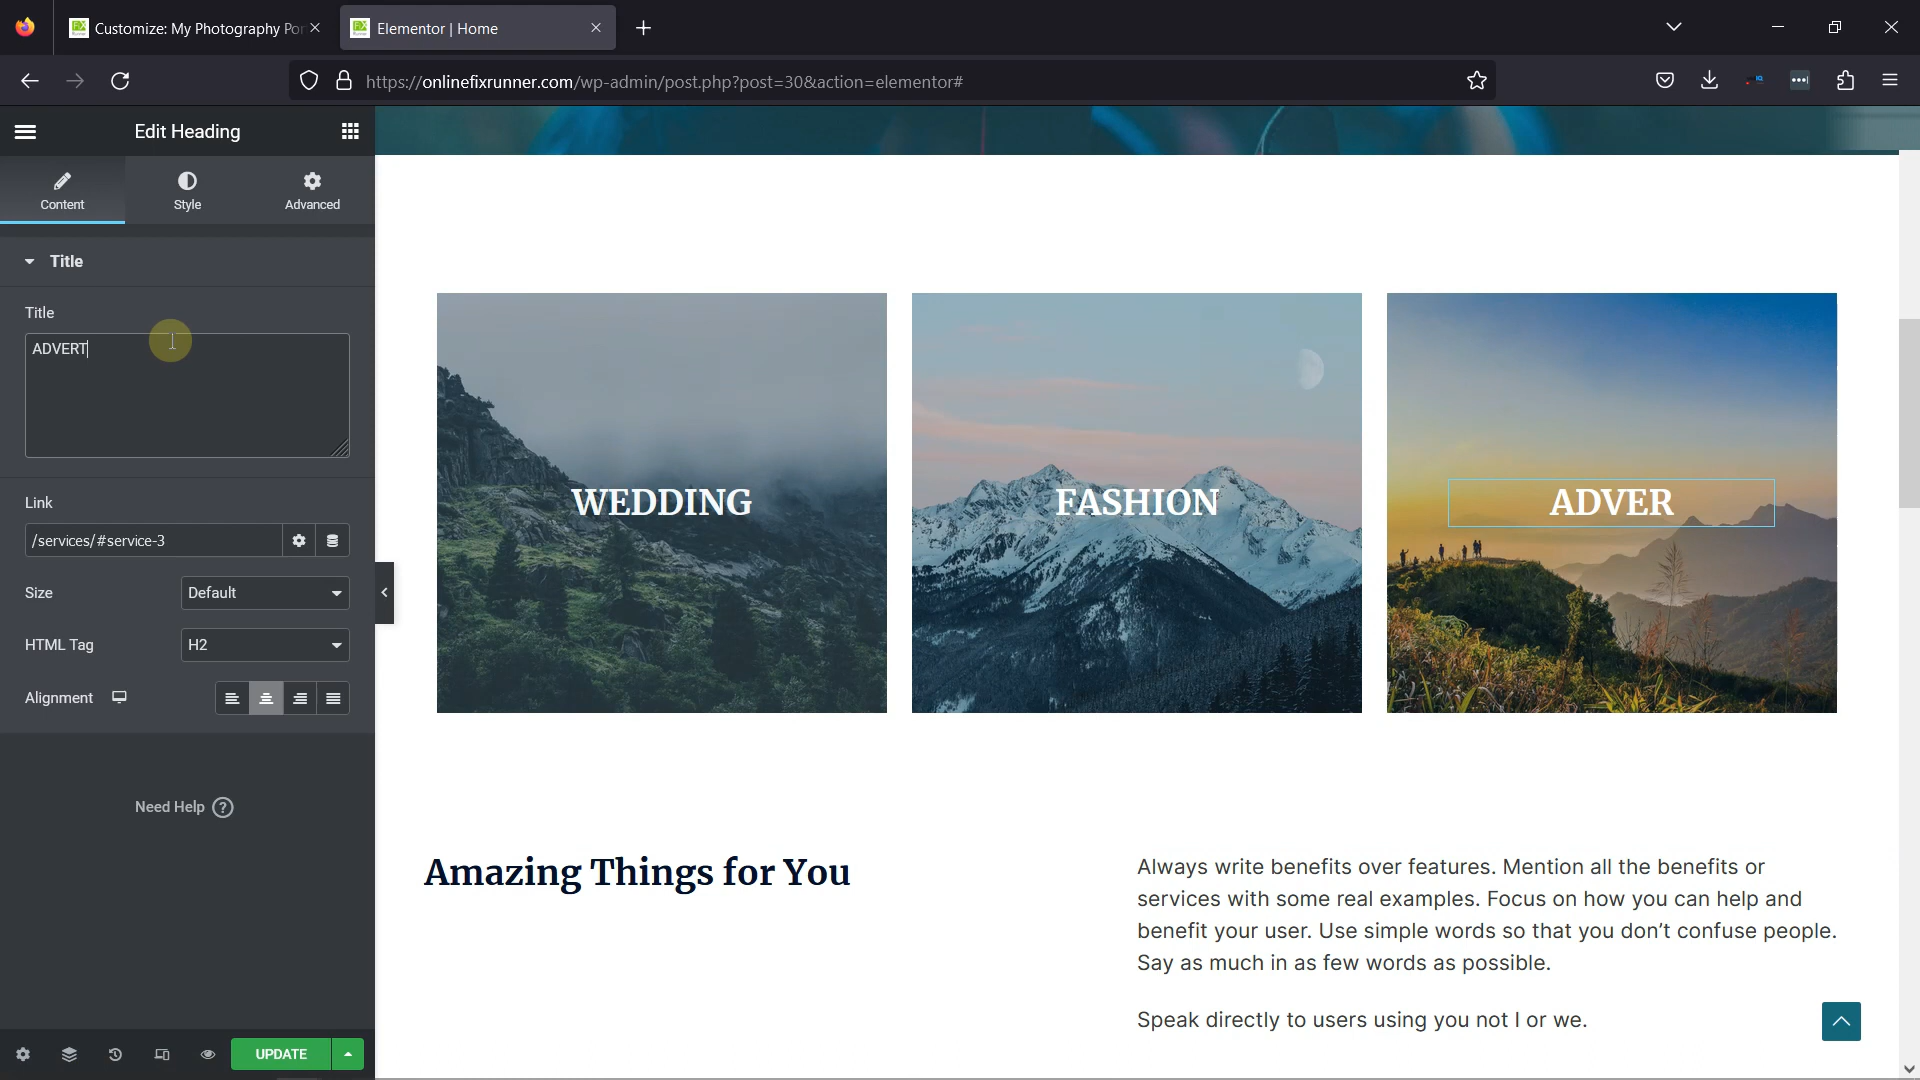 Customize: My Photography Por
Elementor | Home
https://onlinefixrunner.com/wp-admin/post.php?post=30&action=elementor#
Edit Heading
Content
Style
Advanced
Title
Title
ADVERT
Link
/services/#service-3
Size
Default
HTML Tag
H2
Alignment
Need Help ?
UPDATE
WEDDING
FASHION
ADVER
Amazing Things for You
Always write benefits over features. Mention all the benefits or
services with some real examples. Focus on how you can help and
benefit your user. Use simple words so that you don’t confuse people.
Say as much in as few words as possible.
Speak directly to users using you not I or we.